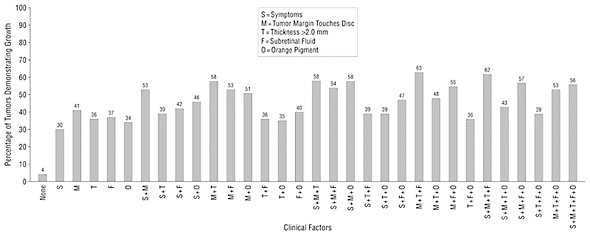 S=Symptoms
M=Tumor Margin Touches Disc
T=Thickness >2.0 mm
F=Subretinal Fluid
O=Orange Pigment
Percentage of Tumors Demonstrating Growth
100
90
80
70
60
50
40
30
20
10
0
4 30 41 36 37 34 53 39 42 46 58 53 51 36 35 40 58 54 58 39 39 47 63 48 55 36 62 43 57 39 53 56
None S M T F O S+M S+T S+F S+O M+T M+F M+O T+F T+O F+O S+M+T S+M+F S+M+O S+T+F S+T+O S+F+O M+T+F M+T+O M+F+O T+F+O S+M+T+F S+M+T+O S+M+F+O S+T+F+O M+T+F+O S+M+T+F+O
Clinical Factors